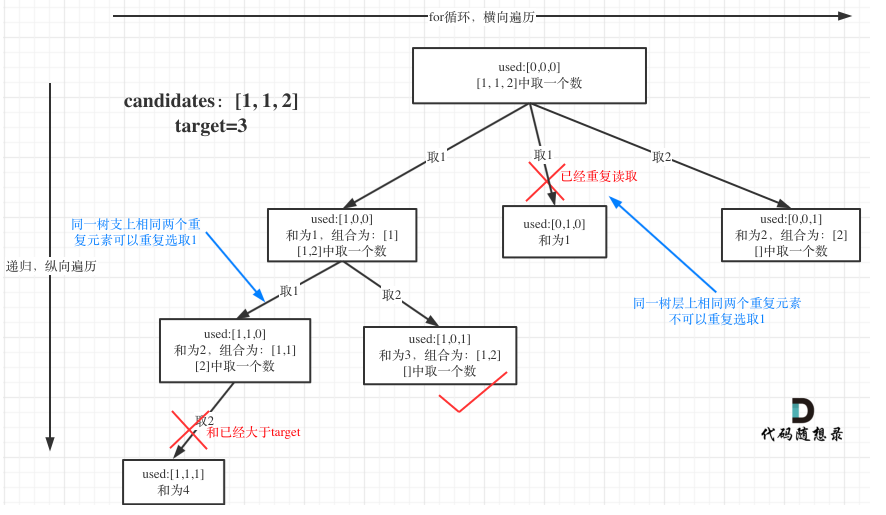 for循环，横向遍历
used:[0,0,0]
[1, 1, 2]中取一个数
candidates：[1, 1, 2]
target=3
取1
取1
取2
已经重复读取
used:[1,0,0]
和为1，组合为：[1]
[1,2]中取一个数
used:[0,1,0]
和为1
used:[0,0,1]
和为2，组合为：[2]
[]中取一个数
同一树支上相同两个重
复元素可以重复选取1
递归，纵向遍历
取1
取2
同一树层上相同两个重复元素
不可以重复选取1
used:[1,1,0]
和为2，组合为：[1,1]
[2]中取一个数
used:[1,0,1]
和为3，组合为：[1,2]
[]中取一个数
取2
和已经大于target
used:[1,1,1]
和为4
代码随想录